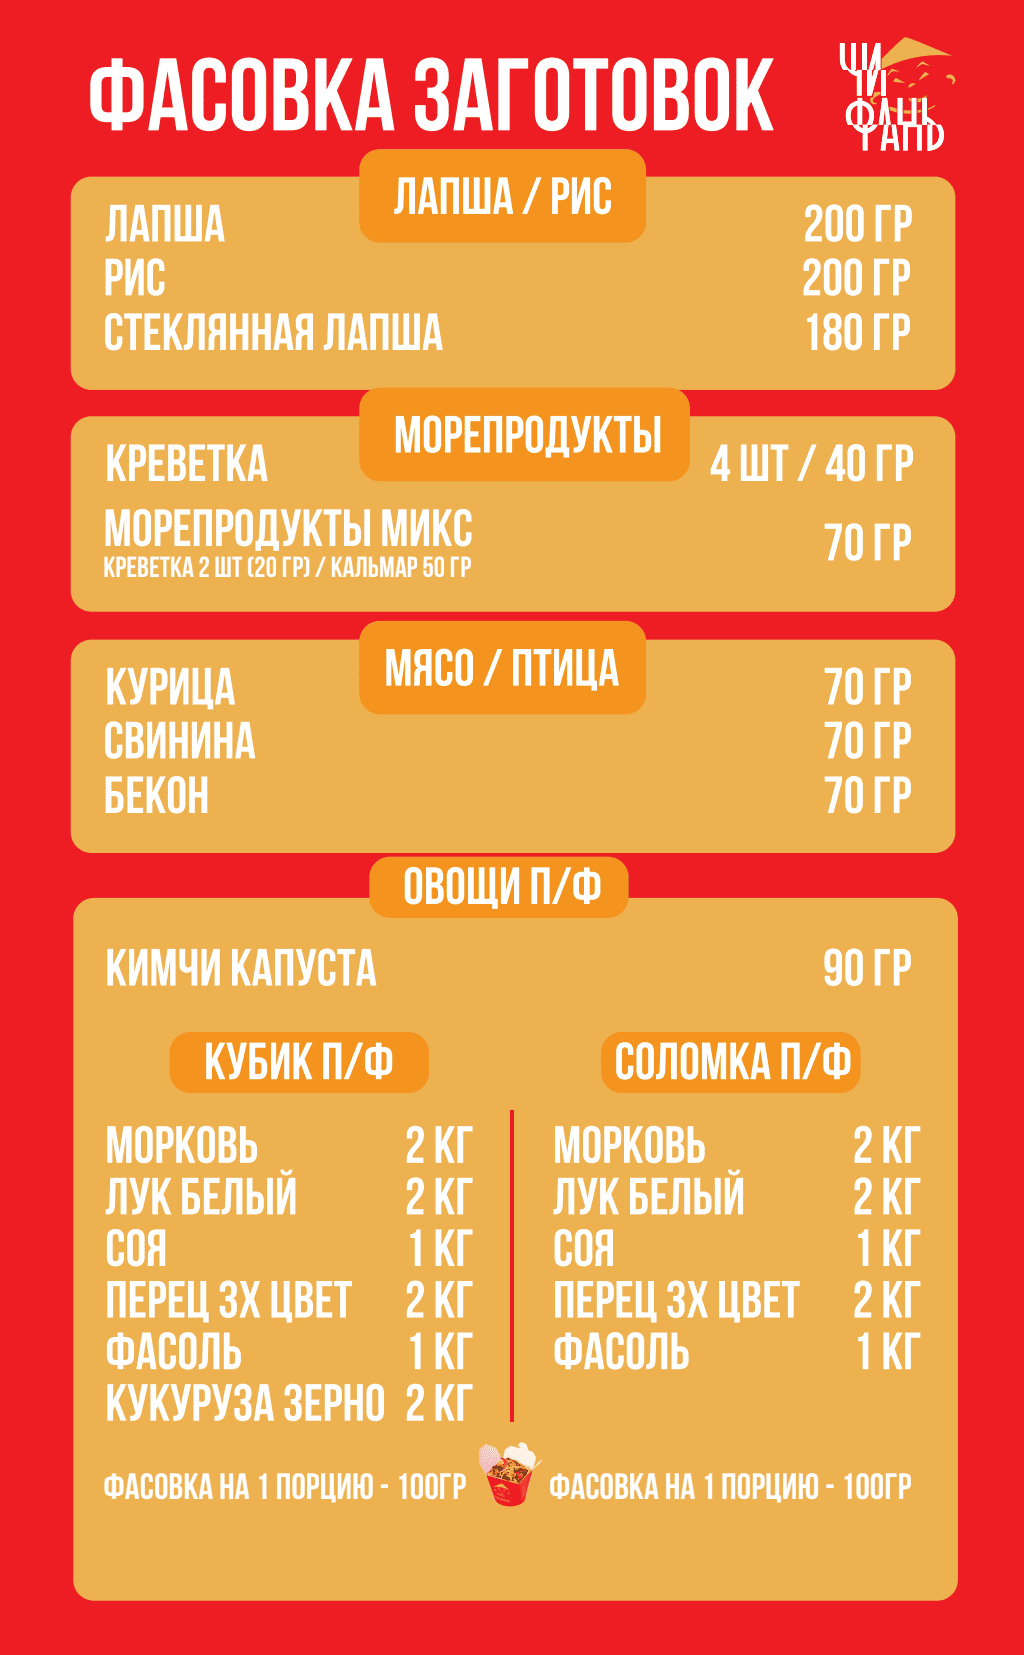 ФАСОВКА ЗАГОТОВОК
ЧИ
ФАНЬ
ЛАПША / РИС
ЛАПША 200 ГР
РИС 200 ГР
СТЕКЛЯННАЯ ЛАПША 180 ГР
МОРЕПРОДУКТЫ
КРЕВЕТКА 4 ШТ / 40 ГР
МОРЕПРОДУКТЫ МИКС 70 ГР
КРЕВЕТКА 2 ШТ (20 ГР) / КАЛЬМАР 50 ГР
МЯСО / ПТИЦА
КУРИЦА 70 ГР
СВИНИНА 70 ГР
БЕКОН 70 ГР
ОВОЩИ П/Ф
КИМЧИ КАПУСТА 90 ГР
КУБИК П/Ф
МОРКОВЬ 2 КГ
ЛУК БЕЛЫЙ 2 КГ
СОЯ 1 КГ
ПЕРЕЦ 3Х ЦВЕТ 2 КГ
ФАСОЛЬ 1 КГ
КУКУРУЗА ЗЕРНО 2 КГ
ФАСОВКА НА 1 ПОРЦИЮ - 100ГР
СОЛОМКА П/Ф
МОРКОВЬ 2 КГ
ЛУК БЕЛЫЙ 2 КГ
СОЯ 1 КГ
ПЕРЕЦ 3Х ЦВЕТ 2 КГ
ФАСОЛЬ 1 КГ
ФАСОВКА НА 1 ПОРЦИЮ - 100ГР